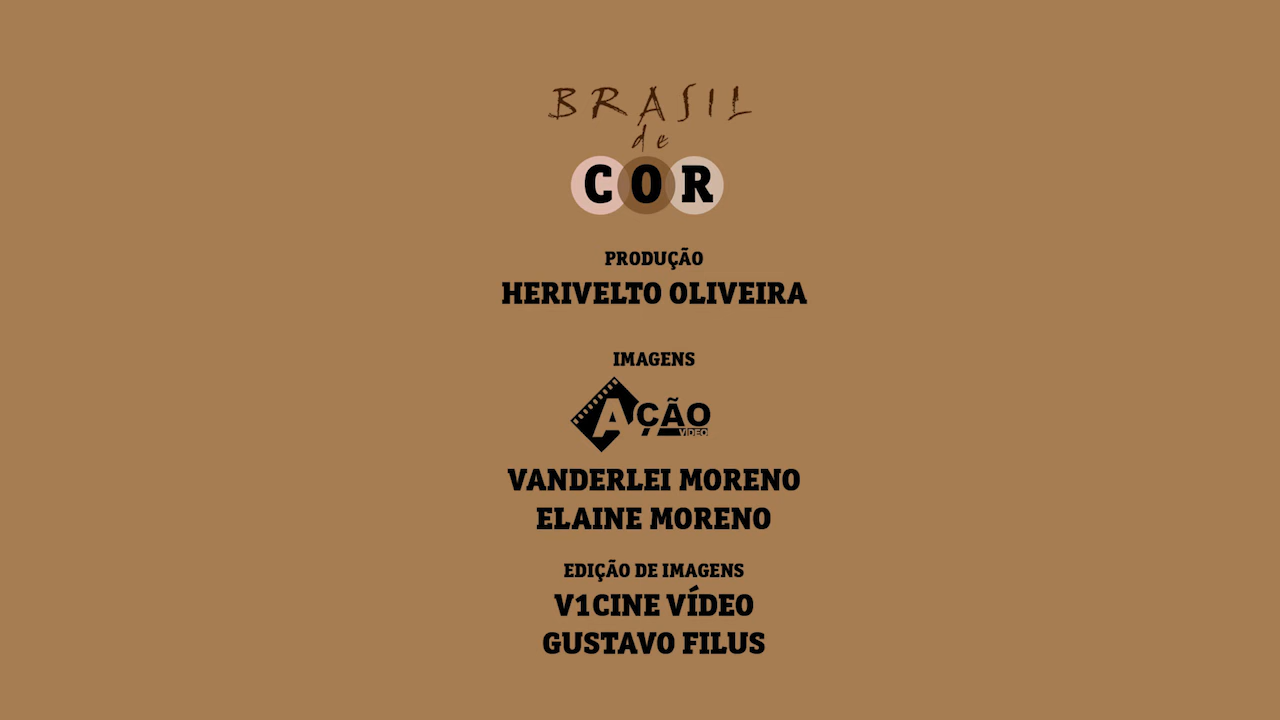 BRASIL
de
COR
PRODUÇÃO
HERIVELTO OLIVEIRA
IMAGENS
AÇÃO
VÍDEO
VANDERLEI MORENO
ELAINE MORENO
EDIÇÃO DE IMAGENS
V1CINE VÍDEO
GUSTAVO FILUS